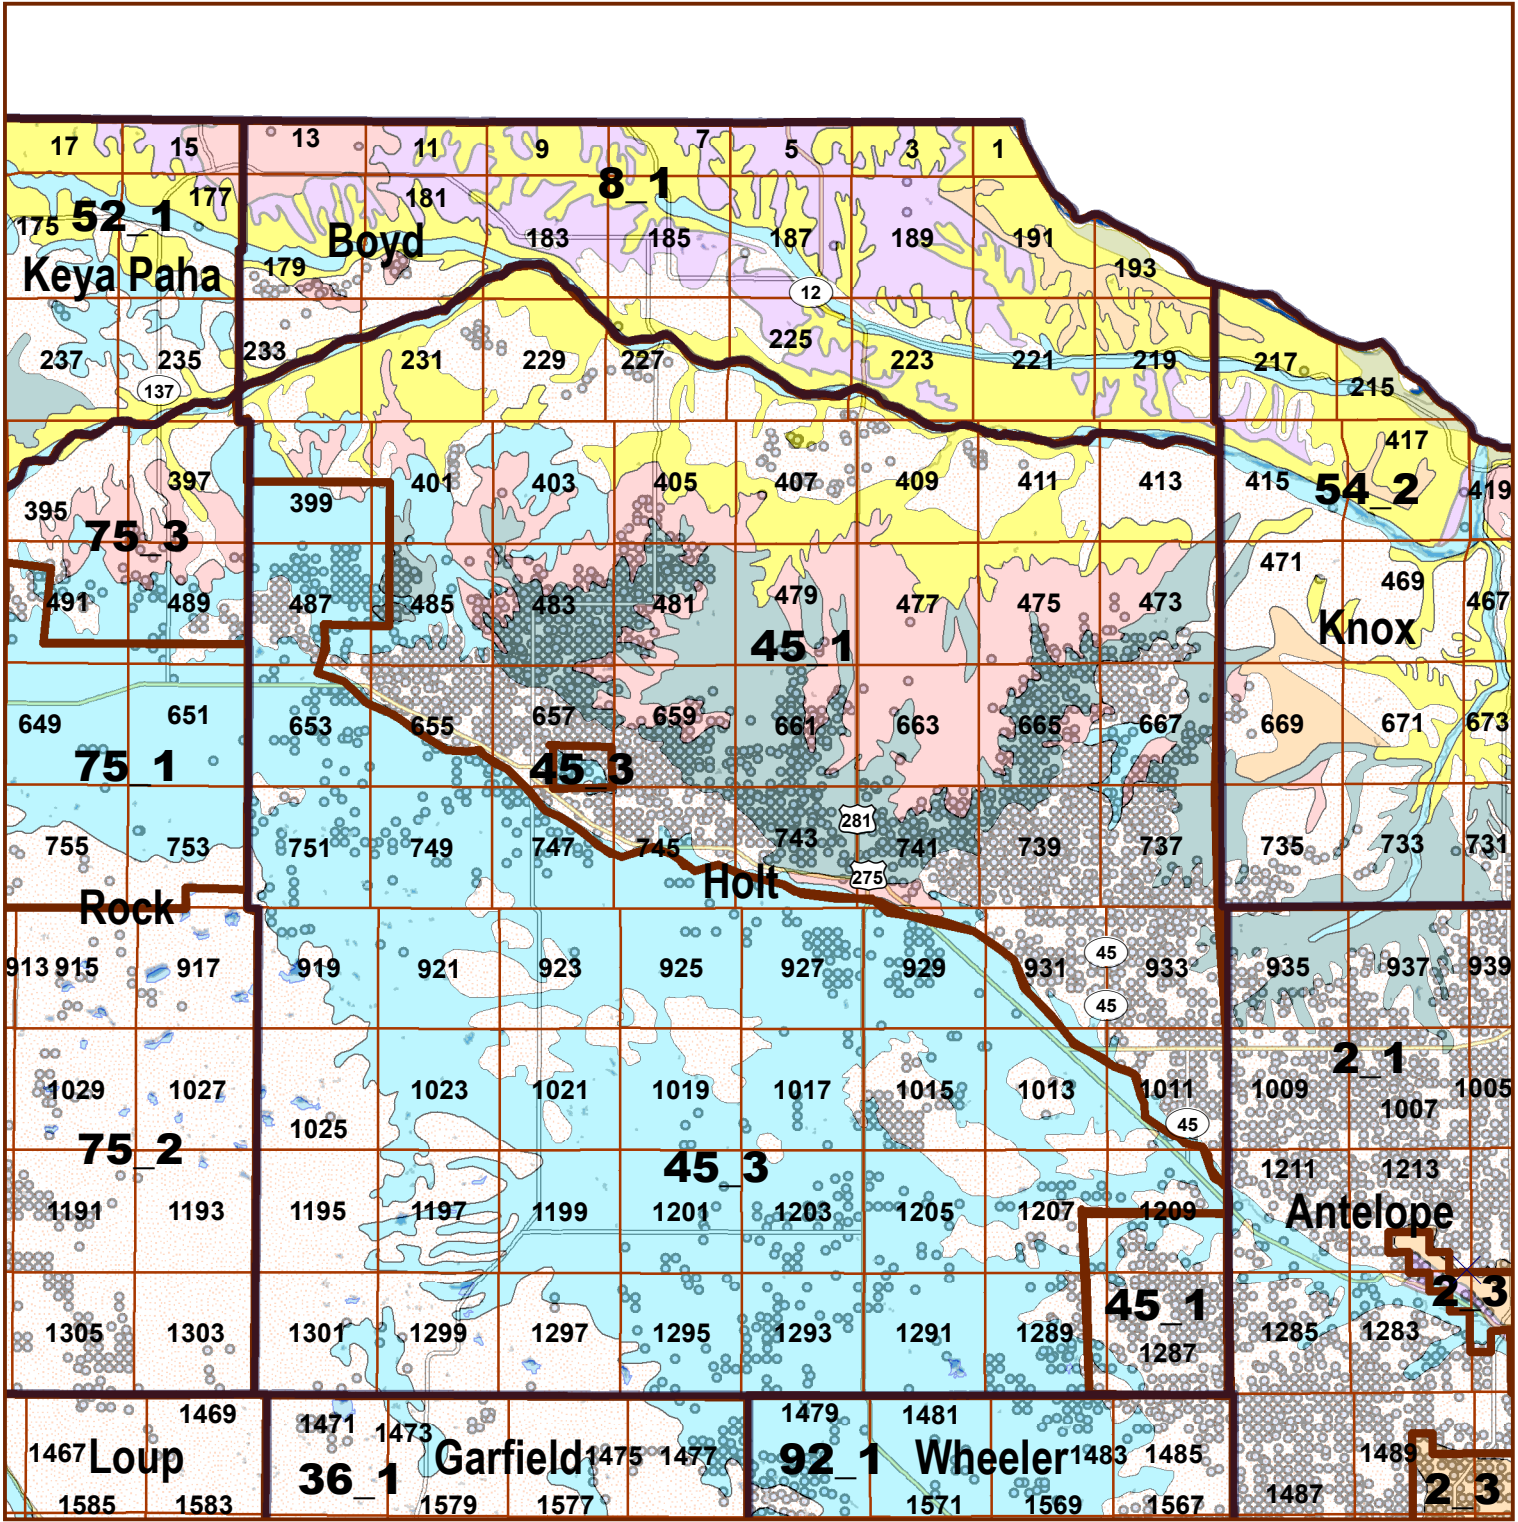 17 15 13 11 9 7 5 3 1
8_1
175 52_1 177 181
Boyd 183 185 187 189 191
Keya Paha 179 193
12
237 235 233 231 229 227 225 223 221 219 217 215
137
395 397 399 401 403 405 407 409 411 413 415 417 419
75_3 54_2
491 489 487 485 483 481 479 477 475 473 471 469 467
45_1 Knox
649 651 653 655 657 659 661 663 665 667 669 671 673
75_1 45_3
281
755 753 751 749 747 745 743 741 739 737 735 733 731
275
Rock Holt
45
913 915 917 919 921 923 925 927 929 931 933 935 937 939
45
2_1
1029 1027 1025 1023 1021 1019 1017 1015 1013 1011 1009 1007 1005
45
75_2 45_3 1211 1213
1191 1193 1195 1197 1199 1201 1203 1205 1207 1209 Antelope
45_1 2_3
1305 1303 1301 1299 1297 1295 1293 1291 1289 1287 1285 1283
1469 1471 1473 1479 1481
1467 Loup 36_1 Garfield 1475 1477 92_1 Wheeler 1483 1485 1489
1585 1583 1579 1577 1571 1569 1567 1487 2_3